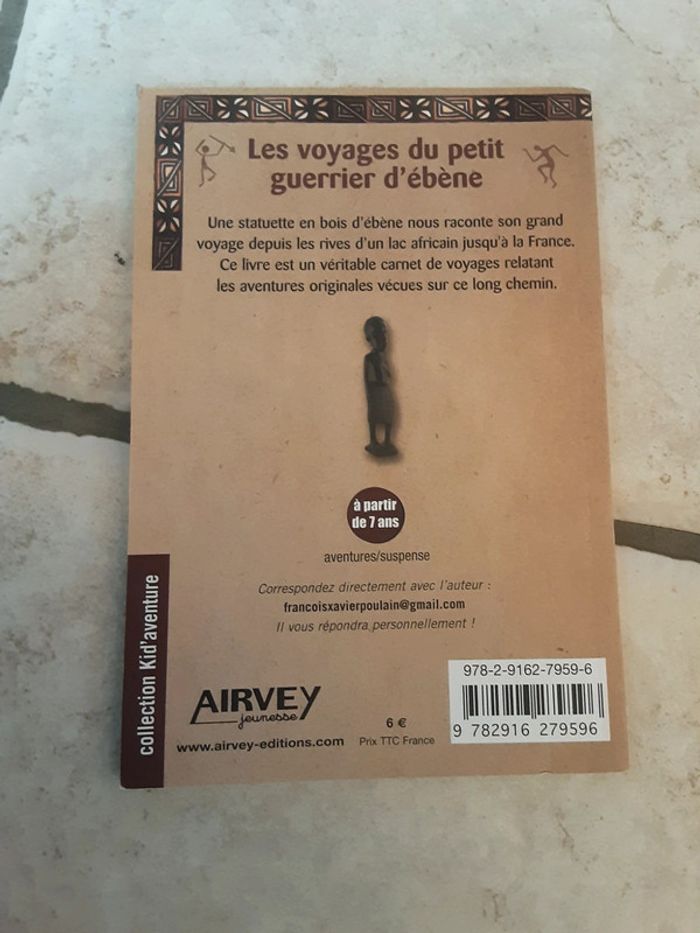 Les voyages du petit
guerrier d'ébène
Une statuette en bois d'ébène nous raconte son grand
voyage depuis les rives d'un lac africain jusqu'à la France.
Ce livre est un véritable carnet de voyages relatant
les aventures originales vécues sur ce long chemin.
à partir
de 7 ans
aventures/suspense
Correspondez directement avec l'auteur :
francoisxavierpoulain@gmail.com
Il vous répondra personnellement !
collection Kid'aventure
AIRVEY
jeunesse
www.airvey-editions.com
6 €
Prix TTC France
978-2-9162-7959-6
9 782916 279596